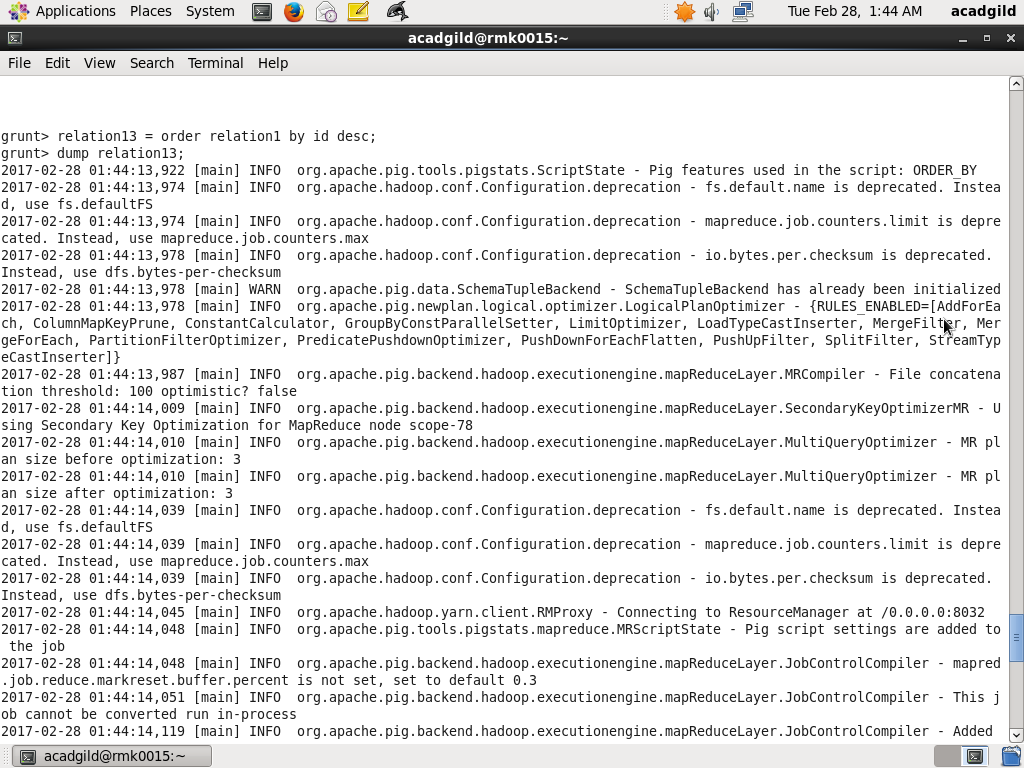 Applications Places System Tue Feb 28, 1:44 AM acadgild
acadgild@rmk0015:~
File Edit View Search Terminal Help
grunt> relation13 = order relation1 by id desc;
grunt> dump relation13;
2017-02-28 01:44:13,922 [main] INFO  org.apache.pig.tools.pigstats.ScriptState - Pig features used in the script: ORDER_BY
2017-02-28 01:44:13,974 [main] INFO  org.apache.hadoop.conf.Configuration.deprecation - fs.default.name is deprecated. Instea
d, use fs.defaultFS
2017-02-28 01:44:13,974 [main] INFO  org.apache.hadoop.conf.Configuration.deprecation - mapreduce.job.counters.limit is depre
cated. Instead, use mapreduce.job.counters.max
2017-02-28 01:44:13,978 [main] INFO  org.apache.hadoop.conf.Configuration.deprecation - io.bytes.per.checksum is deprecated.
Instead, use dfs.bytes-per-checksum
2017-02-28 01:44:13,978 [main] WARN  org.apache.pig.data.SchemaTupleBackend - SchemaTupleBackend has already been initialized
2017-02-28 01:44:13,978 [main] INFO  org.apache.pig.newplan.logical.optimizer.LogicalPlanOptimizer - {RULES_ENABLED=[AddForEa
ch, ColumnMapKeyPrune, ConstantCalculator, GroupByConstParallelSetter, LimitOptimizer, LoadTypeCastInserter, MergeFilter, Mer
geForEach, PartitionFilterOptimizer, PredicatePushdownOptimizer, PushDownForEachFlatten, PushUpFilter, SplitFilter, StreamTyp
eCastInserter]}
2017-02-28 01:44:13,987 [main] INFO  org.apache.pig.backend.hadoop.executionengine.mapReduceLayer.MRCompiler - File concatena
tion threshold: 100 optimistic? false
2017-02-28 01:44:14,009 [main] INFO  org.apache.pig.backend.hadoop.executionengine.mapReduceLayer.SecondaryKeyOptimizerMR - U
sing Secondary Key Optimization for MapReduce node scope-78
2017-02-28 01:44:14,010 [main] INFO  org.apache.pig.backend.hadoop.executionengine.mapReduceLayer.MultiQueryOptimizer - MR pl
an size before optimization: 3
2017-02-28 01:44:14,010 [main] INFO  org.apache.pig.backend.hadoop.executionengine.mapReduceLayer.MultiQueryOptimizer - MR pl
an size after optimization: 3
2017-02-28 01:44:14,039 [main] INFO  org.apache.hadoop.conf.Configuration.deprecation - fs.default.name is deprecated. Instea
d, use fs.defaultFS
2017-02-28 01:44:14,039 [main] INFO  org.apache.hadoop.conf.Configuration.deprecation - mapreduce.job.counters.limit is depre
cated. Instead, use mapreduce.job.counters.max
2017-02-28 01:44:14,039 [main] INFO  org.apache.hadoop.conf.Configuration.deprecation - io.bytes.per.checksum is deprecated.
Instead, use dfs.bytes-per-checksum
2017-02-28 01:44:14,045 [main] INFO  org.apache.hadoop.yarn.client.RMProxy - Connecting to ResourceManager at /0.0.0.0:8032
2017-02-28 01:44:14,048 [main] INFO  org.apache.pig.tools.pigstats.mapreduce.MRScriptState - Pig script settings are added to
 the job
2017-02-28 01:44:14,048 [main] INFO  org.apache.pig.backend.hadoop.executionengine.mapReduceLayer.JobControlCompiler - mapred
.job.reduce.markreset.buffer.percent is not set, set to default 0.3
2017-02-28 01:44:14,051 [main] INFO  org.apache.pig.backend.hadoop.executionengine.mapReduceLayer.JobControlCompiler - This j
ob cannot be converted run in-process
2017-02-28 01:44:14,119 [main] INFO  org.apache.pig.backend.hadoop.executionengine.mapReduceLayer.JobControlCompiler - Added
acadgild@rmk0015:~